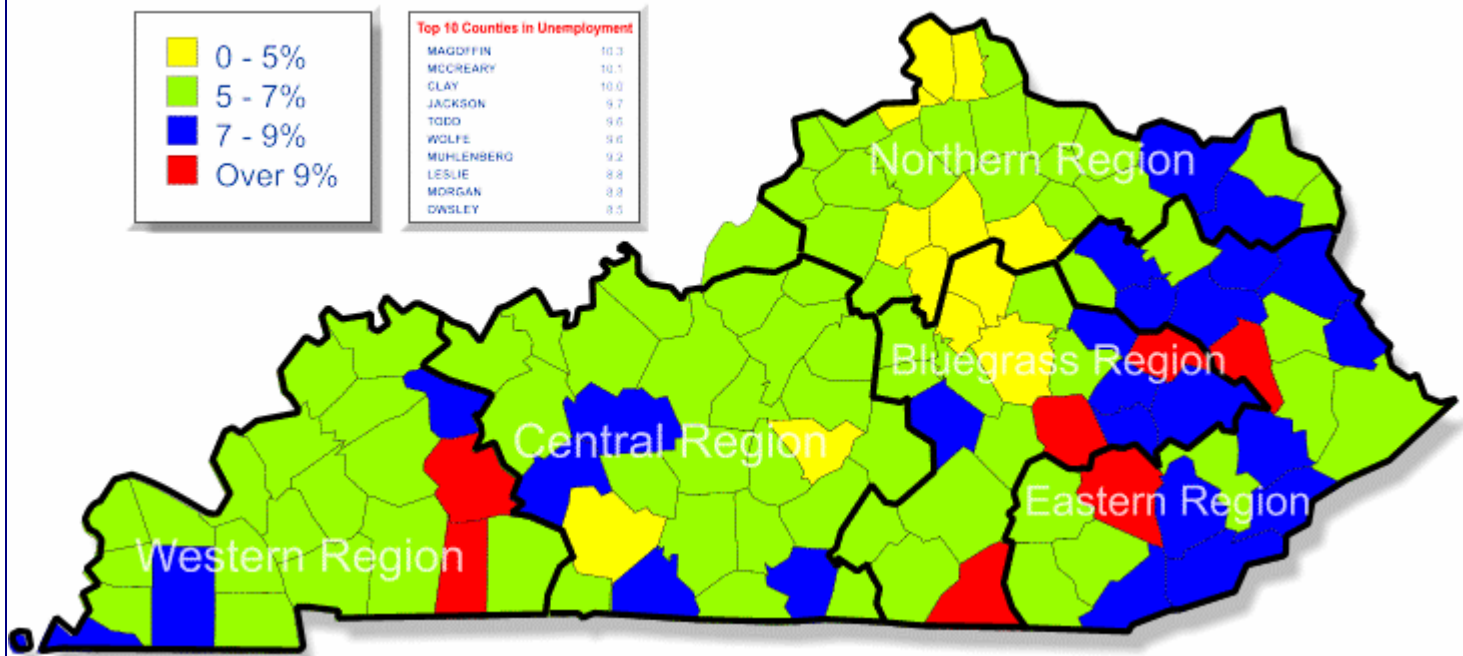 0 - 5%
5 - 7%
7 - 9%
Over 9%
Top 10 Counties in Unemployment
MAGOFFIN 10.3
MCCREARY 10.1
CLAY 10.0
JACKSON 9.7
TODD 9.6
WOLFE 9.6
MUHLENBERG 9.2
LESLIE 8.8
MORGAN 8.8
OWSLEY 8.5
Northern Region
Bluegrass Region
Central Region
Eastern Region
Western Region